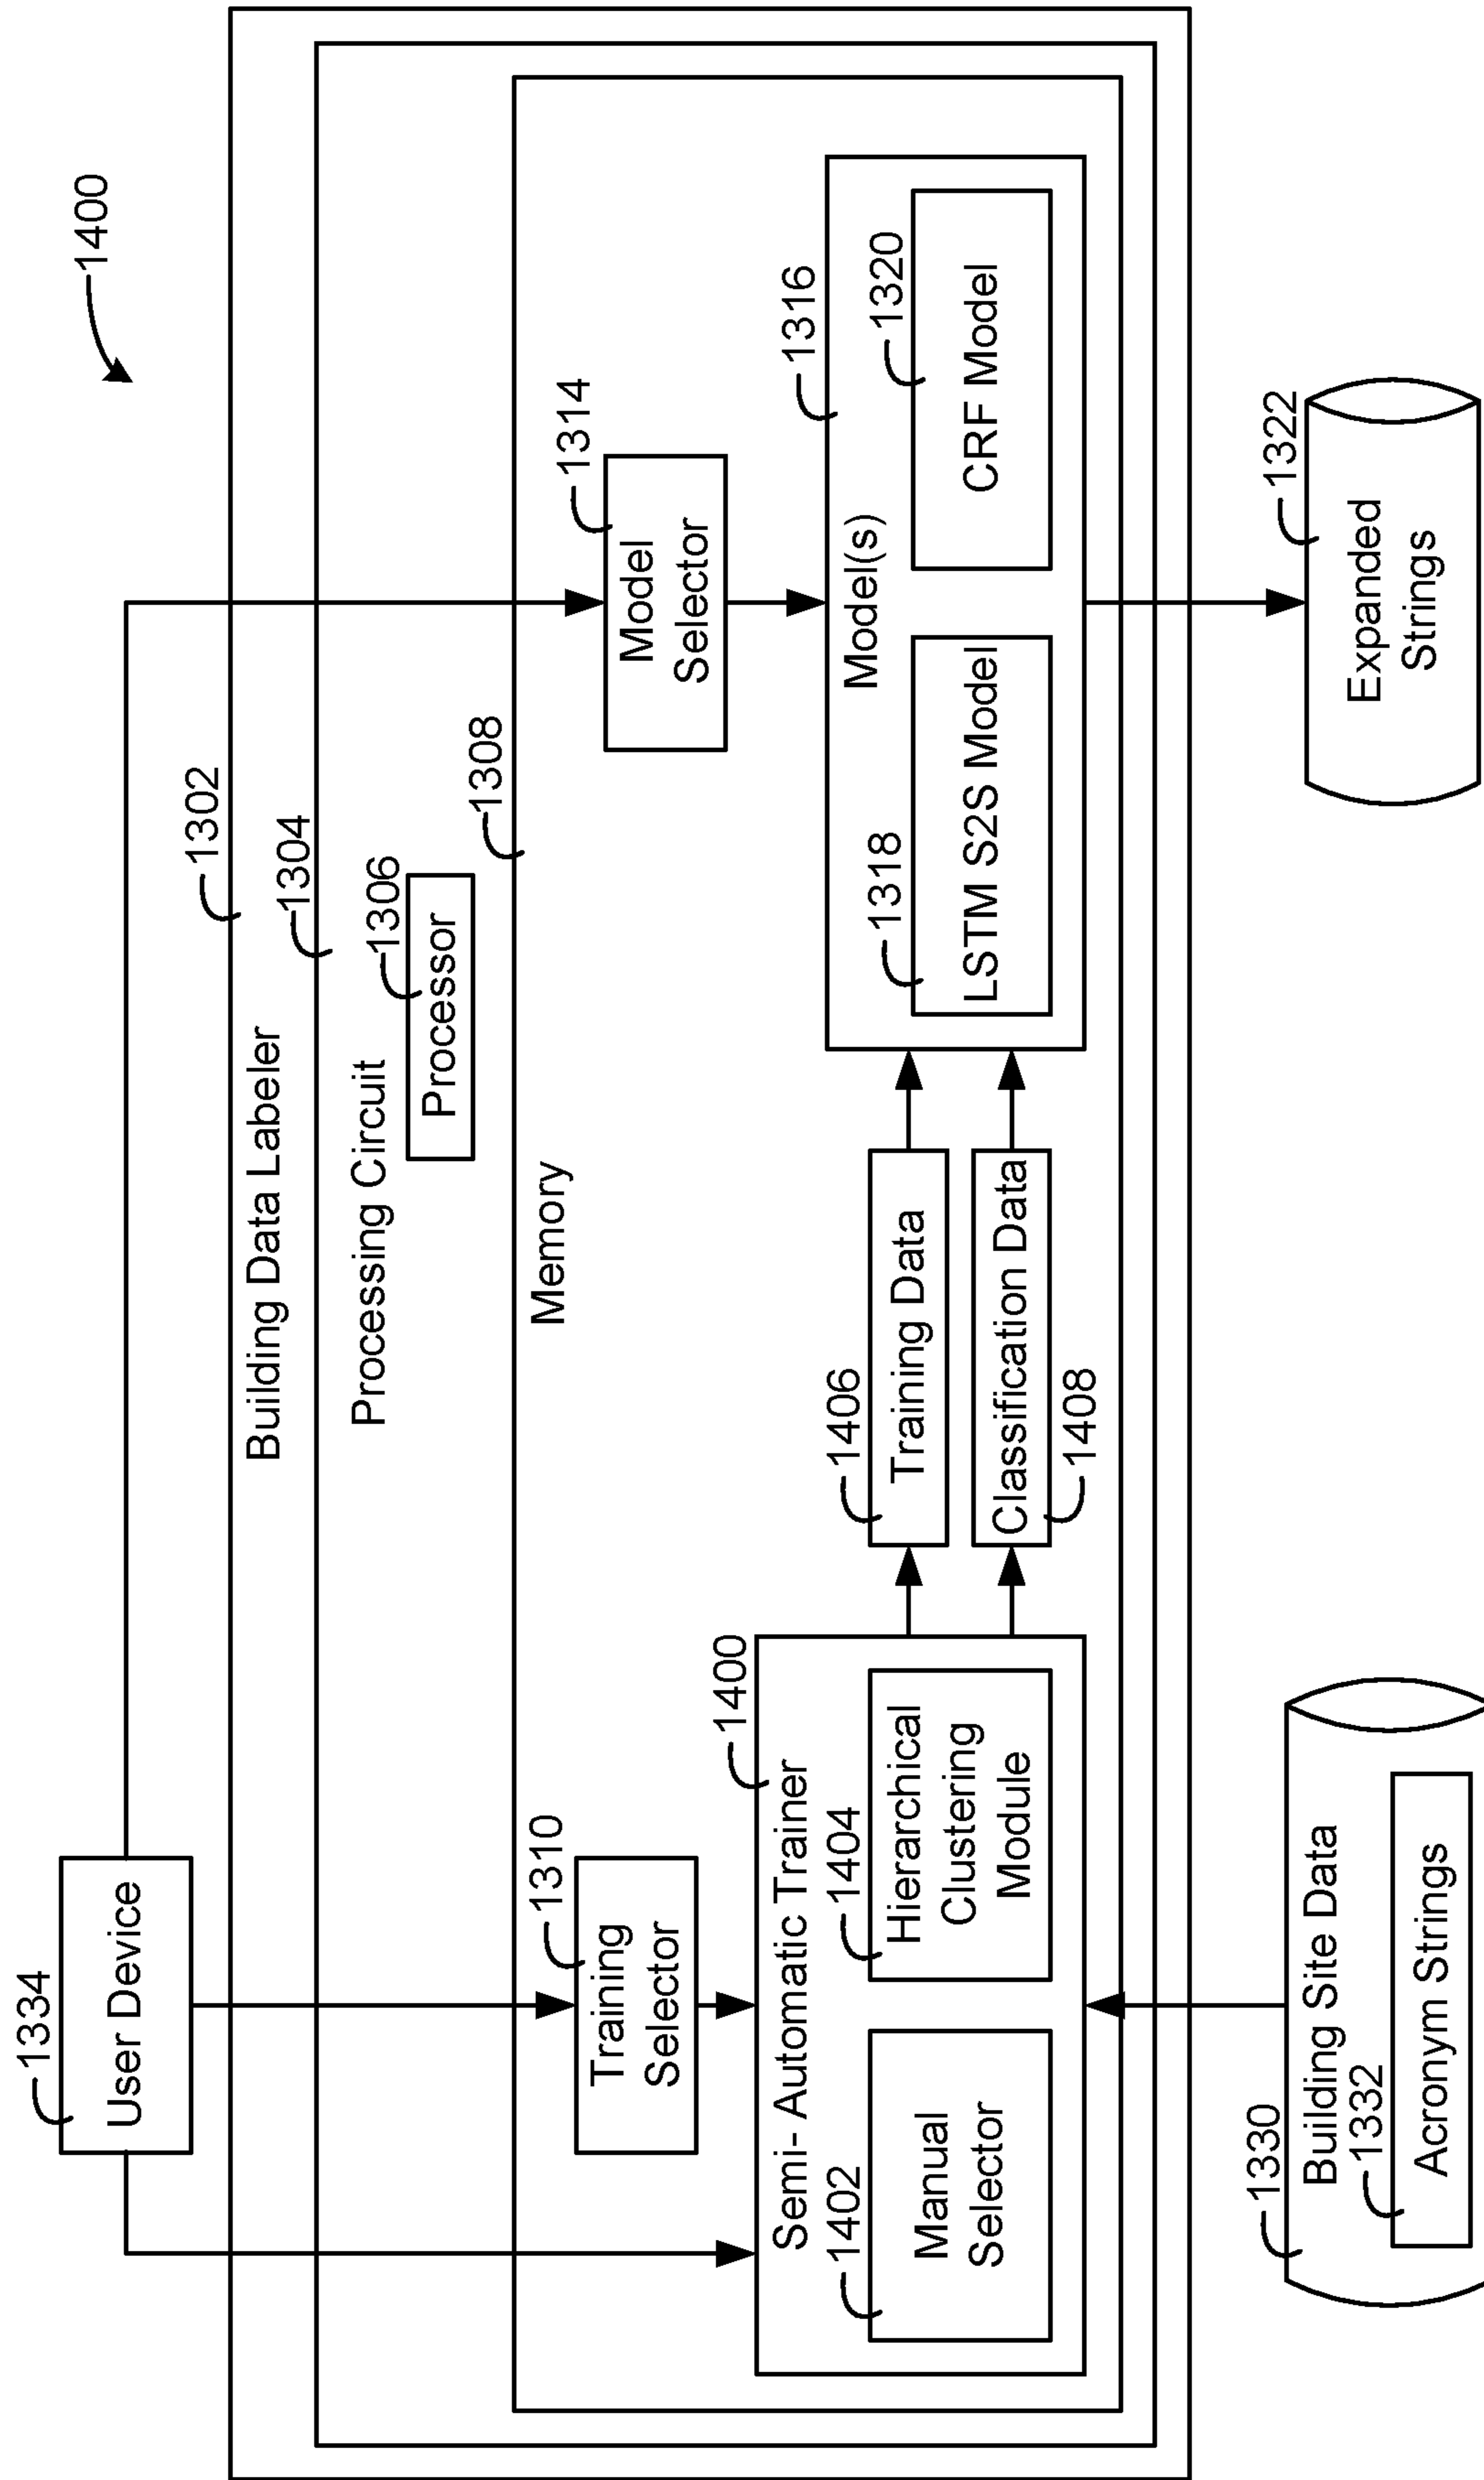 1400
1334
User Device
1302
Building Data Labeler
1304
Processing Circuit
1306
Processor
1308
Memory
1310
Training
Selector
1314
Model
Selector
1400
Semi- Automatic Trainer
1402
Manual
Selector
1404
Hierarchical
Clustering
Module
1406
Training Data
Classification Data
1408
1316
Model(s)
1318
LSTM S2S Model
1320
CRF Model
1330
Building Site Data
1332
Acronym Strings
1322
Expanded
Strings